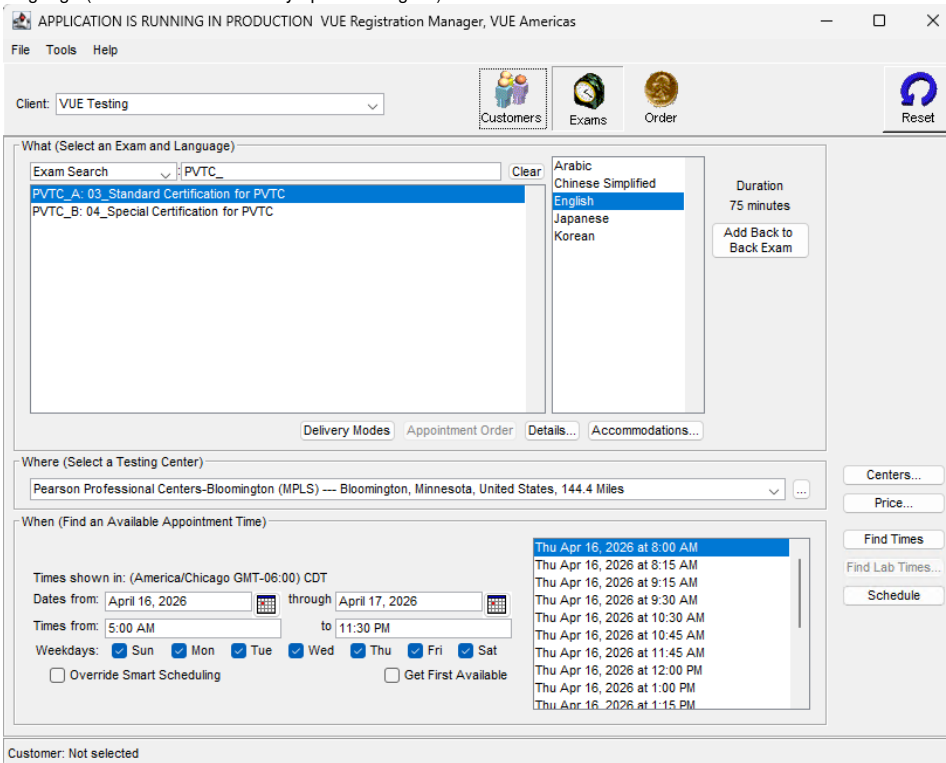 APPLICATION IS RUNNING IN PRODUCTION VUE Registration Manager, VUE Americas
File Tools Help
Client: VUE Testing
Customers
Exams
Order
Reset
What (Select an Exam and Language)
Exam Search : PVTC_ Clear
PVTC_A: 03_Standard Certification for PVTC
PVTC_B: 04_Special Certification for PVTC
Arabic
Chinese Simplified
English
Japanese
Korean
Duration
75 minutes
Add Back to
Back Exam
Delivery Modes Appointment Order Details... Accommodations...
Where (Select a Testing Center)
Pearson Professional Centers-Bloomington (MPLS) --- Bloomington, Minnesota, United States, 144.4 Miles ...
Centers...
Price...
Find Times
Find Lab Times...
Schedule
When (Find an Available Appointment Time)
Times shown in: (America/Chicago GMT-06:00) CDT
Dates from: April 16, 2026 through April 17, 2026
Times from: 5:00 AM to 11:30 PM
Weekdays: Sun Mon Tue Wed Thu Fri Sat
Override Smart Scheduling Get First Available
Thu Apr 16, 2026 at 8:00 AM
Thu Apr 16, 2026 at 8:15 AM
Thu Apr 16, 2026 at 9:15 AM
Thu Apr 16, 2026 at 9:30 AM
Thu Apr 16, 2026 at 10:30 AM
Thu Apr 16, 2026 at 10:45 AM
Thu Apr 16, 2026 at 11:45 AM
Thu Apr 16, 2026 at 12:00 PM
Thu Apr 16, 2026 at 1:00 PM
Thu Apr 16, 2026 at 1:15 PM
Customer: Not selected